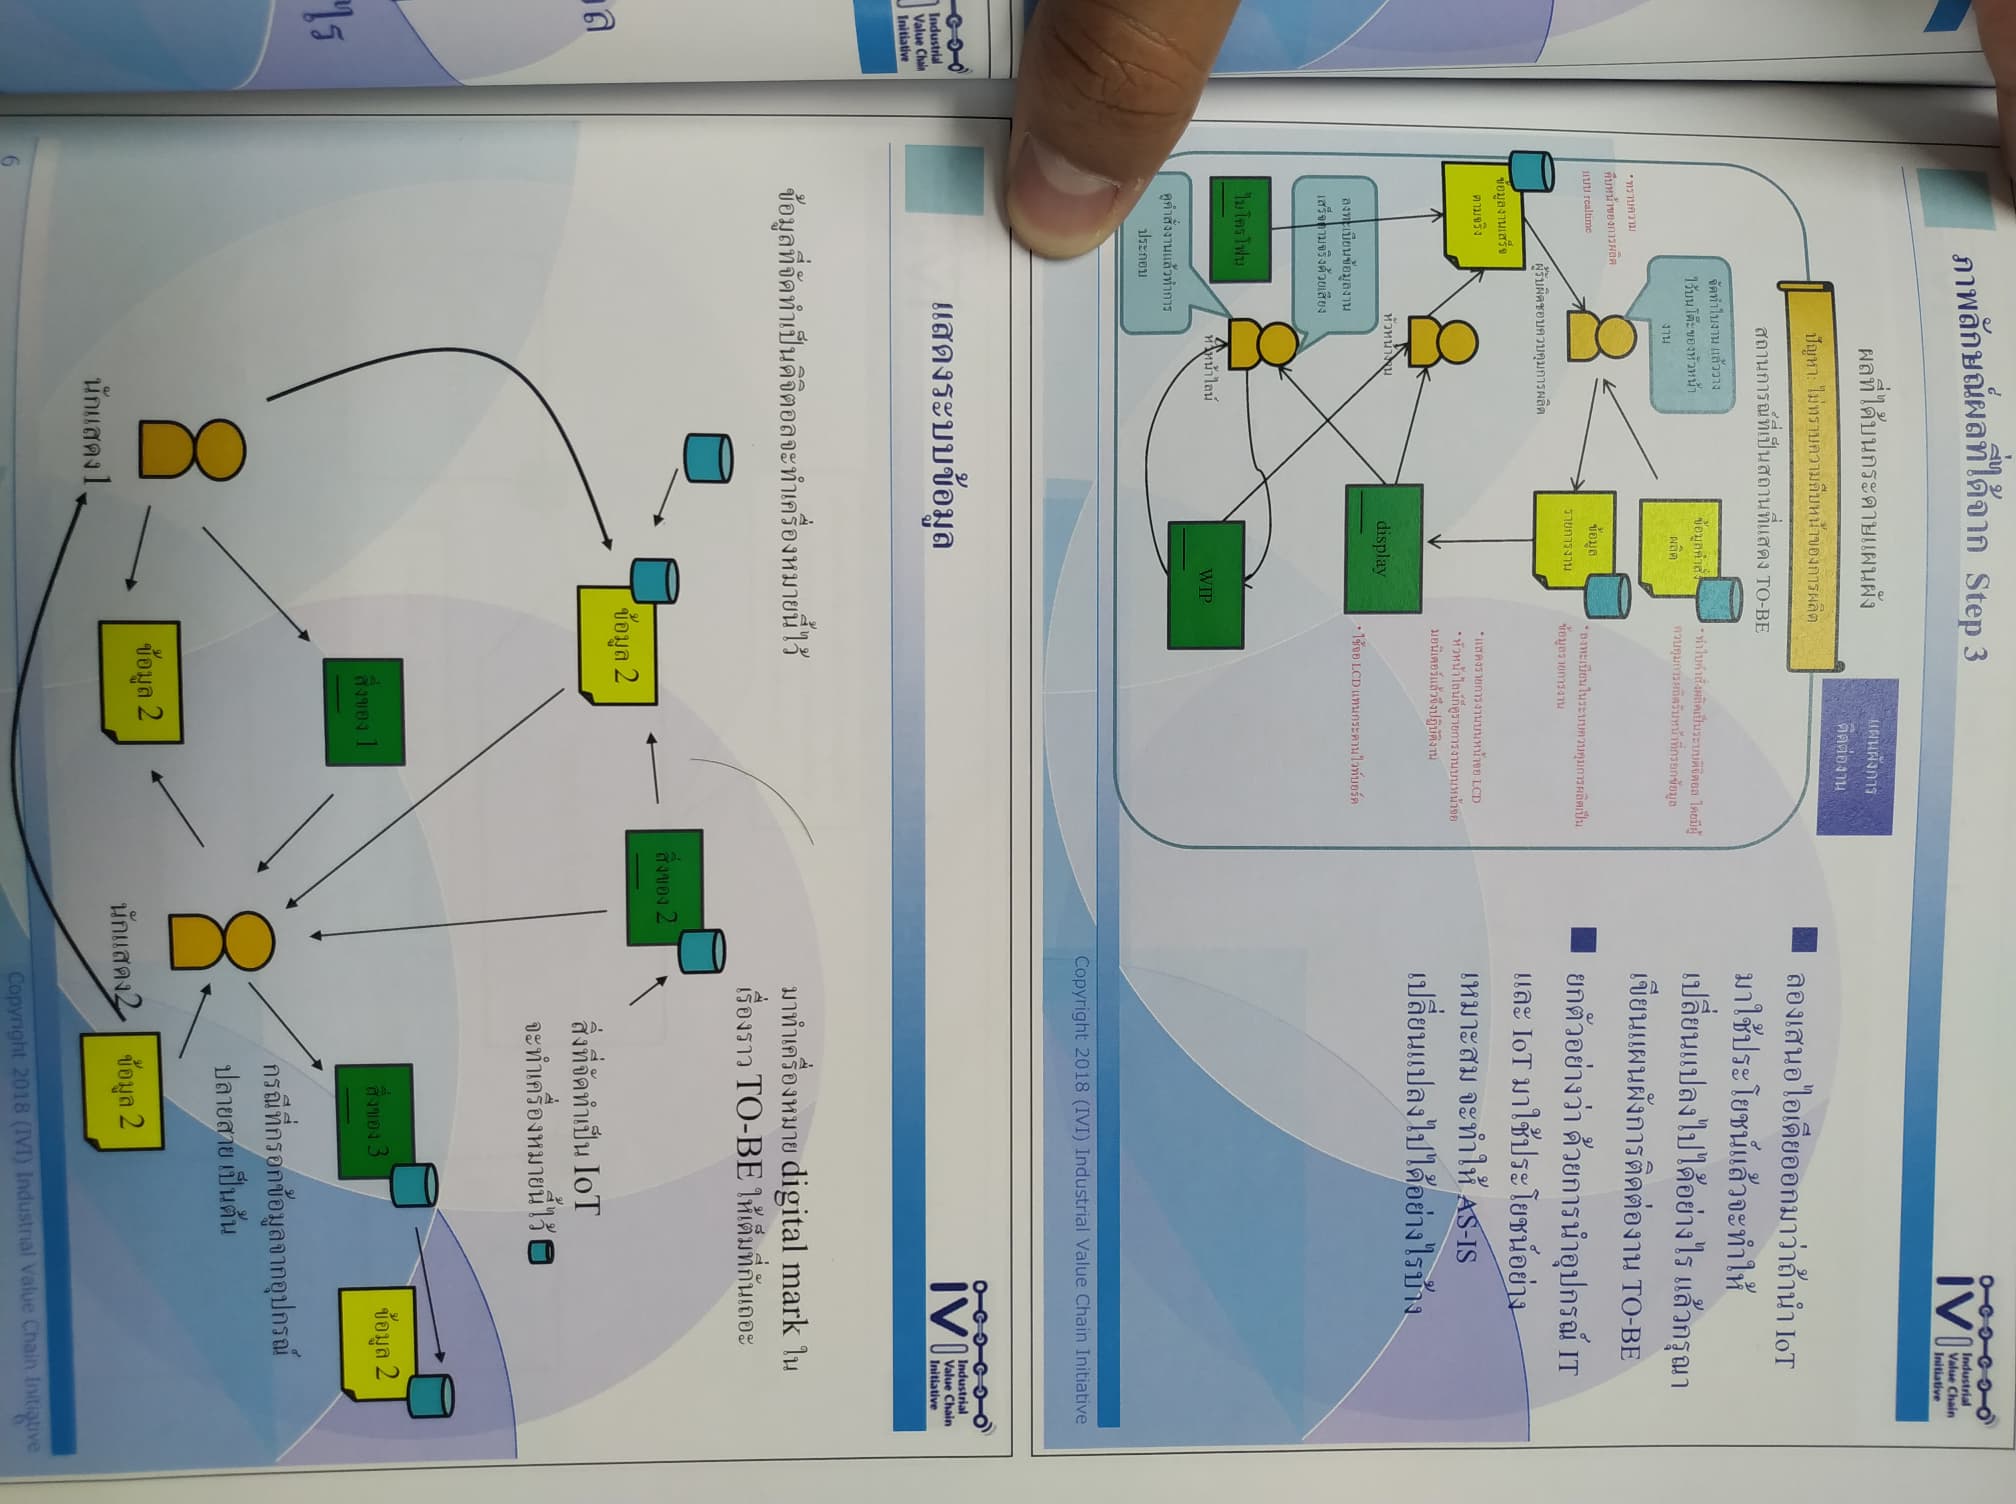 ภาพลักษณ์ผลที่ได้จาก Step 3
IVI Industrial
Value Chain
Initiative
ผลที่ได้บนกระดาษแผนผัง
แผนผังการ
ติดต่องาน
ปัญหา: ไม่ทราบความคืบหน้าของการผลิต
สถานการณ์ที่เป็นสถานที่แสดง TO-BE
จัดทำใบงาน แล้ววาง
ไว้บนโต๊ะของหัวหน้า
งาน
ข้อมูลคำสั่ง
ผลิต
• ทำใบคำสั่งผลิตเป็นระบบดิจิตอล โดยมีผู้
ควบคุมการผลิตรับหน้าที่กรอกข้อมูล
• ทราบความ
คืบหน้าของการผลิต
แบบ realtime
ข้อมูล
รายการงาน
• ลงทะเบียนในระบบควบคุมการผลิตเป็น
ข้อมูลรายการงาน
ผู้รับผิดชอบควบคุมการผลิต
ข้อมูลงานเสร็จ
ตามจริง
• แสดงรายการงานบนหน้าจอ LCD
• หัวหน้าไลน์ก็ดูรายการงานบนหน้าจอ
มอนิเตอร์แล้วจึงปฏิบัติงาน
หัวหน้างาน
display
• ใช้จอ LCD แทนกระดานไวท์บอร์ด
ลงทะเบียนข้อมูลงาน
เสร็จตามจริงด้วยเสียง
ไมโครโฟน
หัวหน้าไลน์
WIP
ดูคำสั่งงานแล้วทำการ
ประกอบ
ลองเสนอไอเดียออกมาว่าถ้านำ IoT
มาใช้ประโยชน์แล้วจะทำให้
เปลี่ยนแปลงไปได้อย่างไร แล้วกรุณา
เขียนแผนผังการติดต่องาน TO-BE
ยกตัวอย่างว่า ด้วยการนำอุปกรณ์ IT
และ IoT มาใช้ประโยชน์อย่าง
เหมาะสม จะทำให้ AS-IS
เปลี่ยนแปลงไปได้อย่างไรบ้าง
Copyright 2018 (IVI) Industrial Value Chain Initiative
Industrial
Value Chain
Initiative
แสดงระบบข้อมูล
IVI Industrial
Value Chain
Initiative
ข้อมูลที่จัดทำเป็นดิจิตอลจะทำเครื่องหมายนี้ไว้
มาทำเครื่องหมาย digital mark ใน
เรื่องราว TO-BE ให้เต็มที่กันเถอะ
สิ่งของ 2
ข้อมูล 2
สิ่งที่จัดทำเป็น IoT
จะทำเครื่องหมายนี้ไว้
สิ่งของ 1
สิ่งของ 3
ข้อมูล 2
กรณีที่กรอกข้อมูลจากอุปกรณ์
ปลายสาย เป็นต้น
ข้อมูล 2
ข้อมูล 2
นักแสดง 1
นักแสดง 2
6
Copyright 2018 (IVI) Industrial Value Chain Initiative